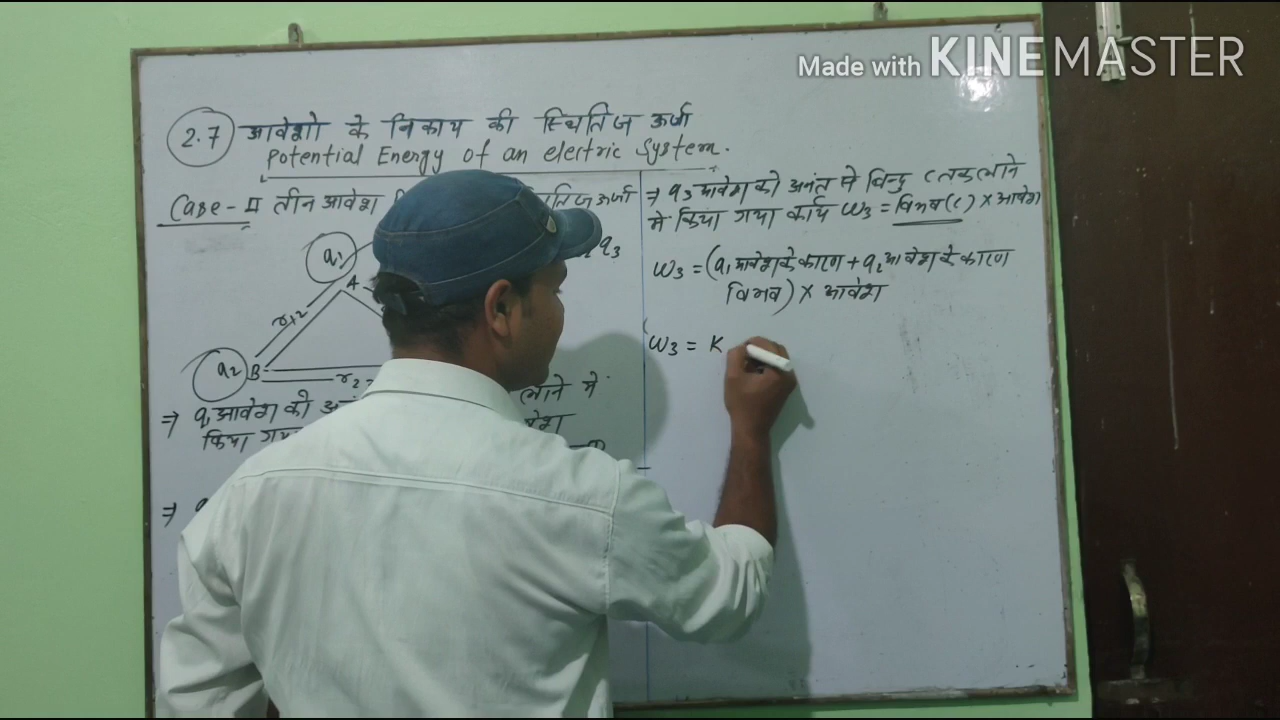 Made with KINEMASTER
2.7 आवेशो के निकाय की स्थितिज ऊर्जा
Potential Energy of an electric System.
Case-II तीन आवेश स्थितिज ऊर्जा
q1 q3
A
r12
q2 B r2
⇒ q1 आवेश को लाने में
किया गया
⇒
⇒ q3 आवेश को अनंत से बिन्दु C तक लाने
में किया गया कार्य W3 = विभव(C) × आवेश
W3 = (q1 आवेश के कारण + q2 आवेश के कारण
विभव) × आवेश
W3 = K